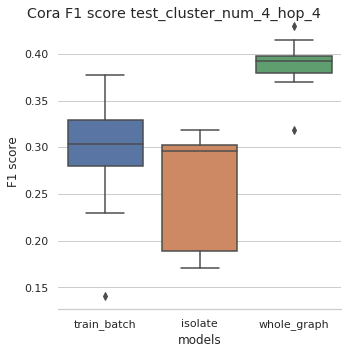 Cora F1 score test_cluster_num_4_hop_4
0.40
0.35
0.30
0.25
0.20
0.15
F1 score
train_batch
isolate
whole_graph
models